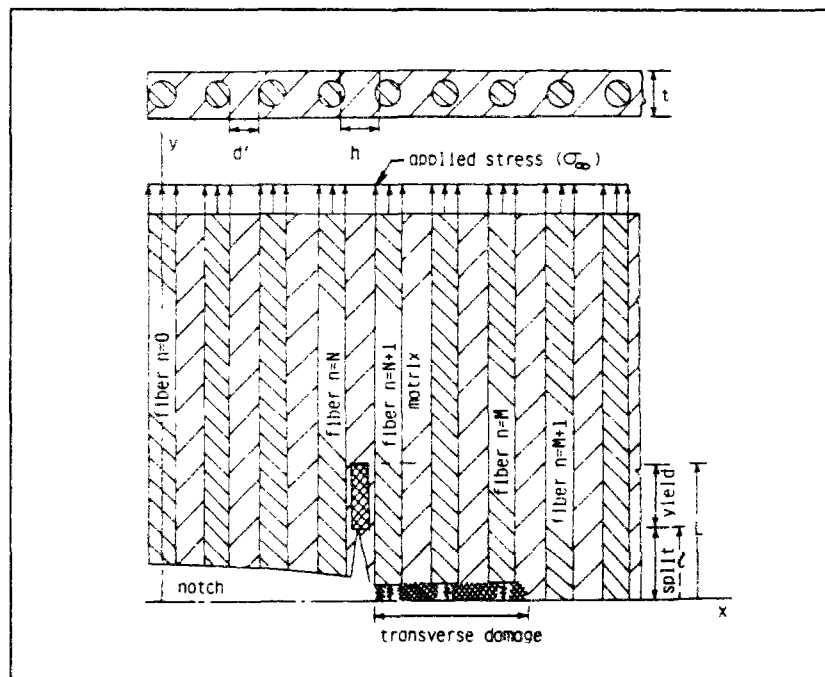 t
y
d'
h
applied stress (σ∞)
fiber n=0
fiber n=N
fiber n=N+1
matrix
fiber n=M
fiber n=M+1
yield
split
notch
x
transverse damage